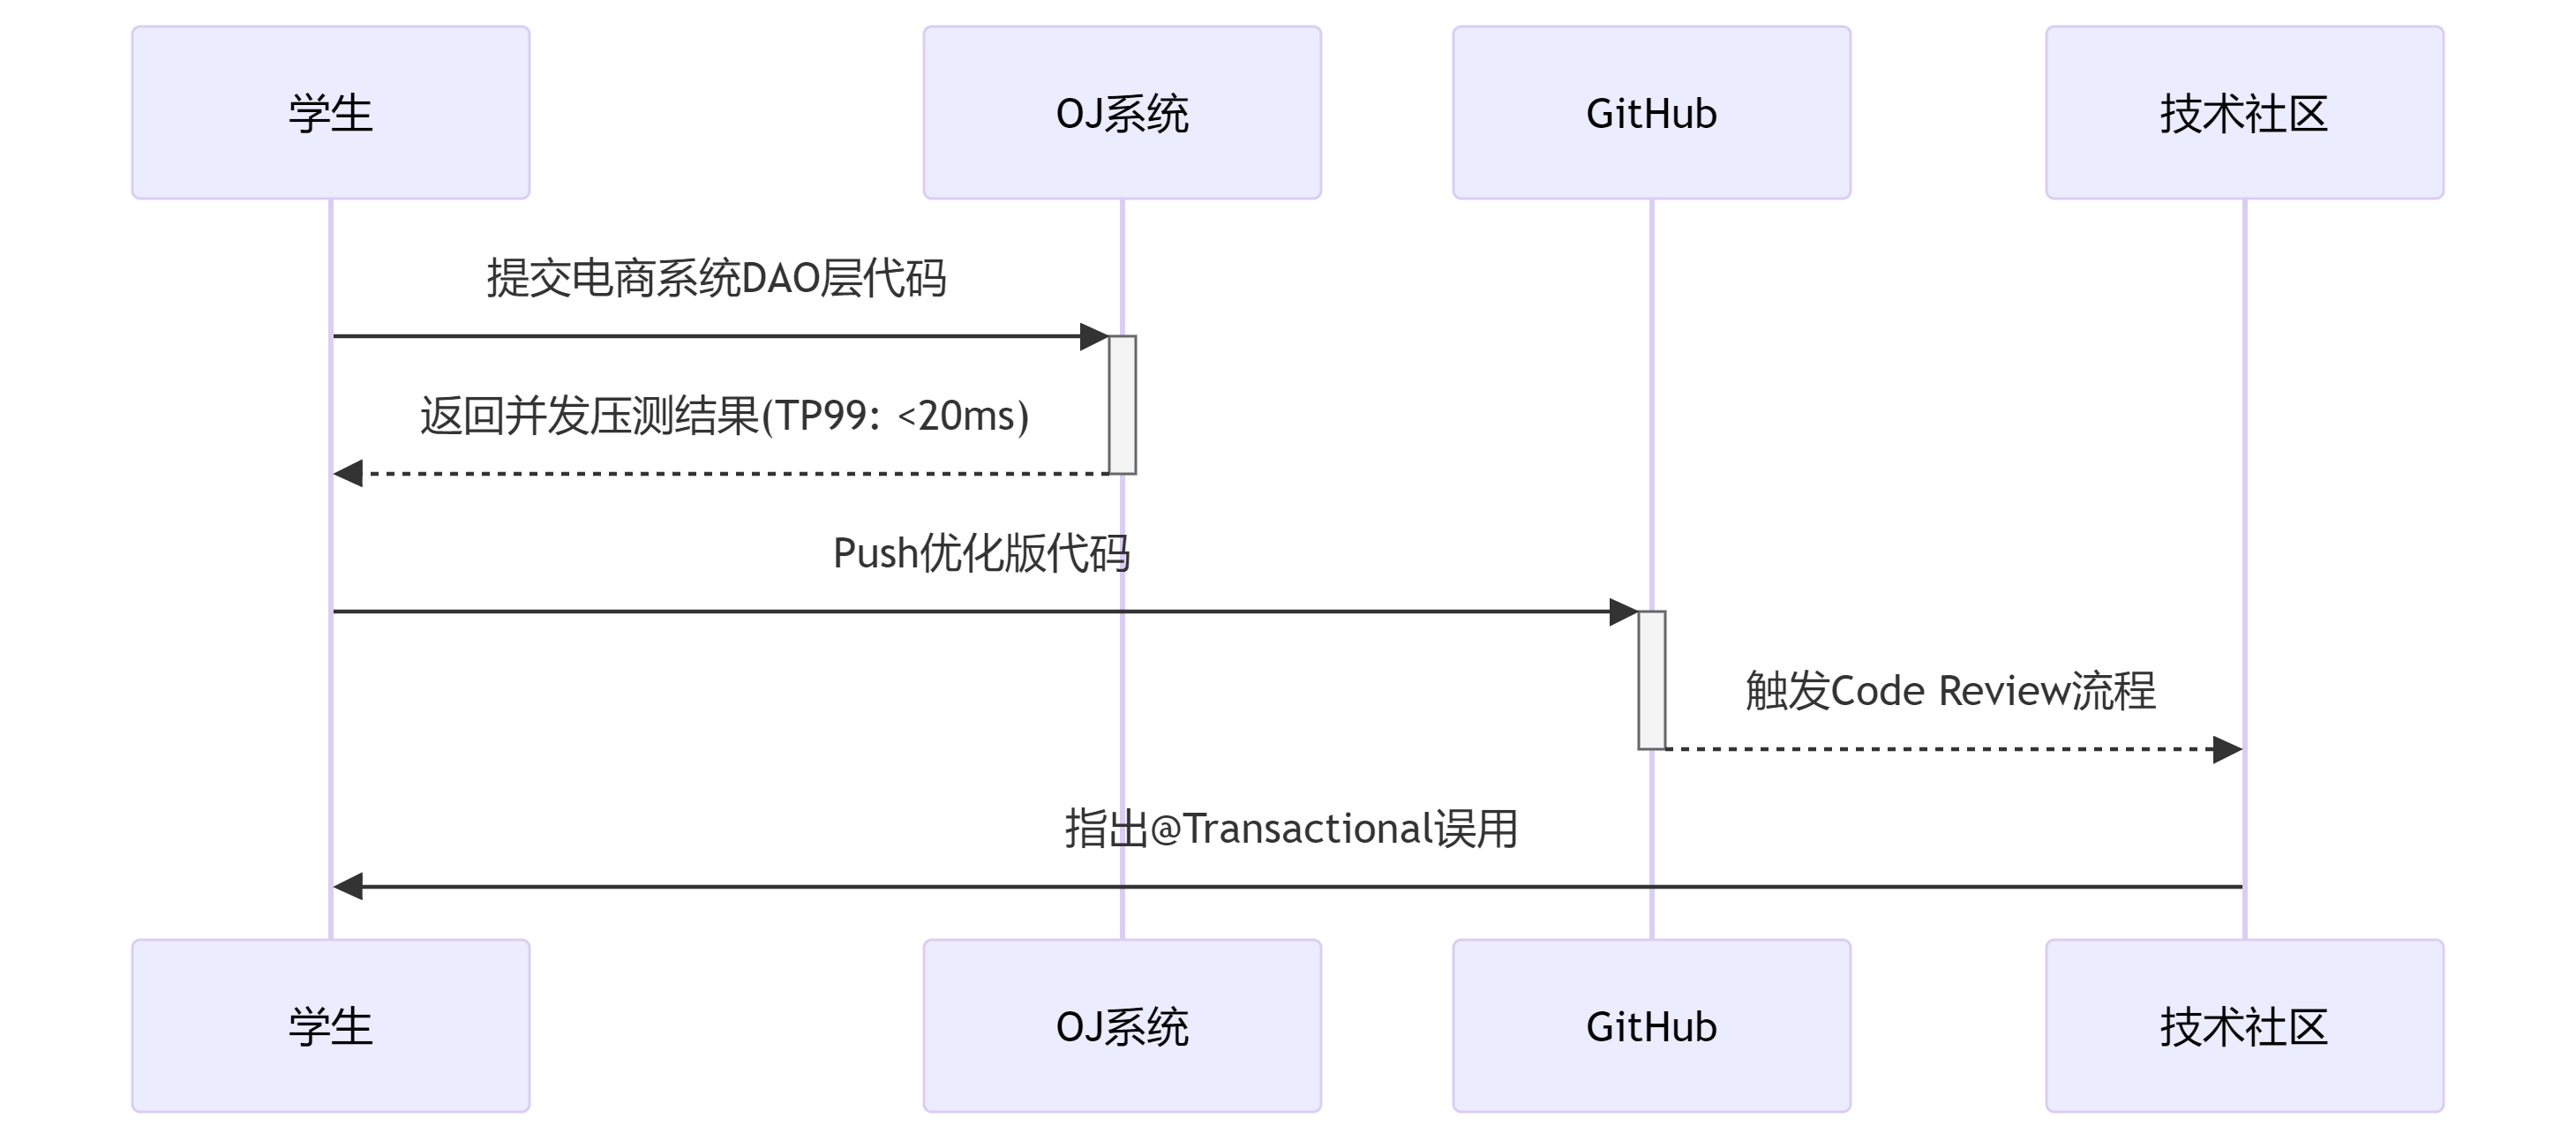 学生
OJ系统
GitHub
技术社区
提交电商系统DAO层代码
返回并发压测结果(TP99: <20ms)
Push优化版代码
触发Code Review流程
指出@Transactional误用
学生
OJ系统
GitHub
技术社区